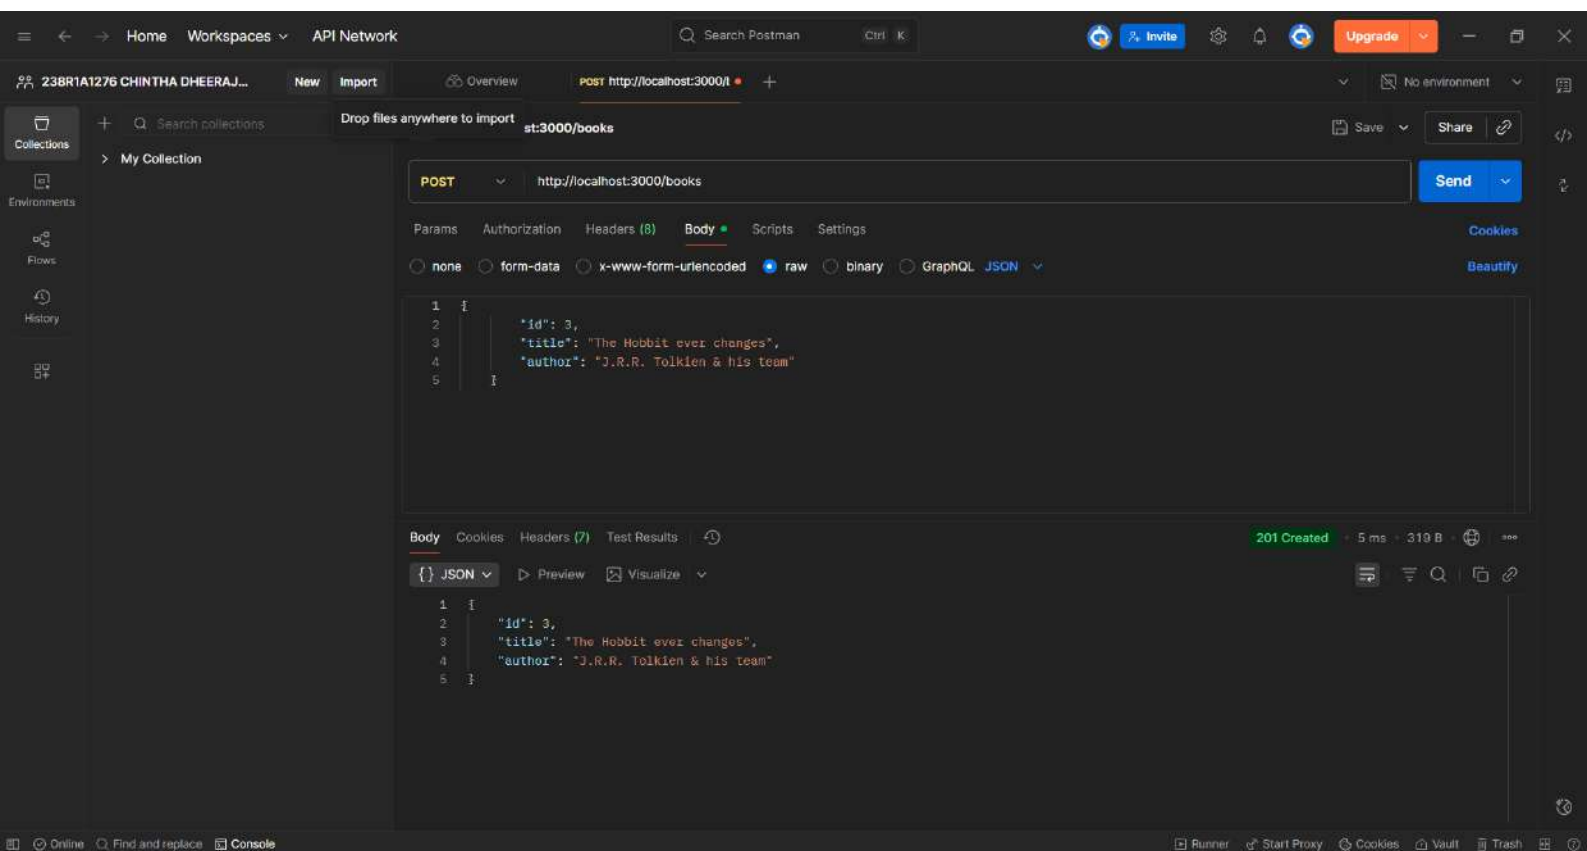 Home Workspaces API Network Search Postman Ctrl K Invite Upgrade
23BR1A1276 CHINTHA DHEERAJ... New Import Overview POST http://localhost:3000/l + No environment
Collections + Search collections Drop files anywhere to import st:3000/books Save Share
> My Collection
Environments
Flows
History
POST http://localhost:3000/books Send
Params Authorization Headers (8) Body Scripts Settings Cookies
none form-data x-www-form-urlencoded raw binary GraphQL JSON Beautify
1 {
2 "id": 3,
3 "title": "The Hobbit ever changes",
4 "author": "J.R.R. Tolkien & his team"
5 }
Body Cookies Headers (7) Test Results 201 Created 5 ms 319 B
{} JSON Preview Visualize
1 {
2 "id": 3,
3 "title": "The Hobbit ever changes",
4 "author": "J.R.R. Tolkien & his team"
5 }
Online Find and replace Console Runner Start Proxy Cookies Vault Trash